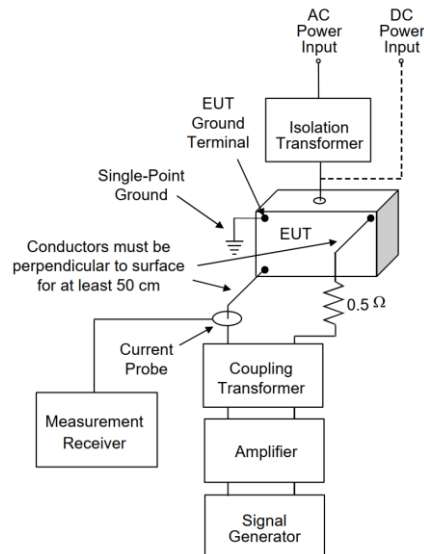 AC
Power
Input
DC
Power
Input
EUT
Ground
Terminal
Isolation
Transformer
Single-Point
Ground
EUT
Conductors must be
perpendicular to surface
for at least 50 cm
0.5 Ω
Current
Probe
Coupling
Transformer
Measurement
Receiver
Amplifier
Signal
Generator